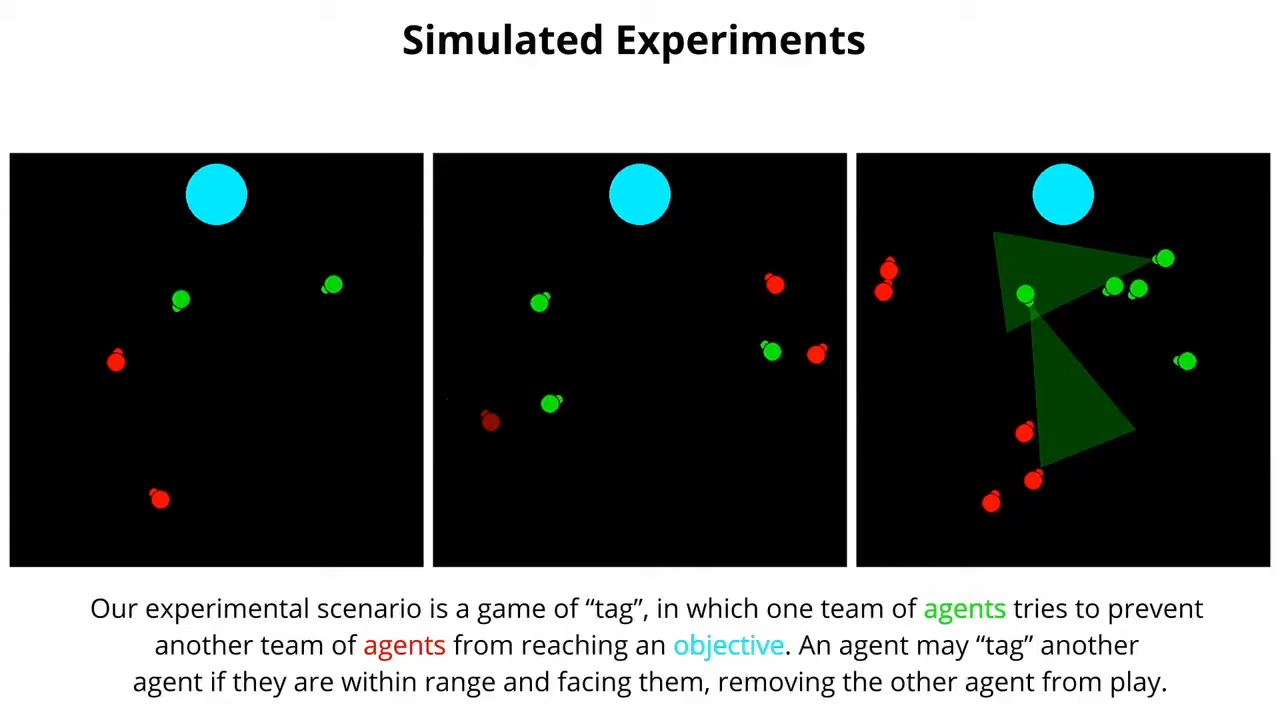 Simulated Experiments
Our experimental scenario is a game of “tag”, in which one team of agents tries to prevent
another team of agents from reaching an objective. An agent may “tag” another
agent if they are within range and facing them, removing the other agent from play.